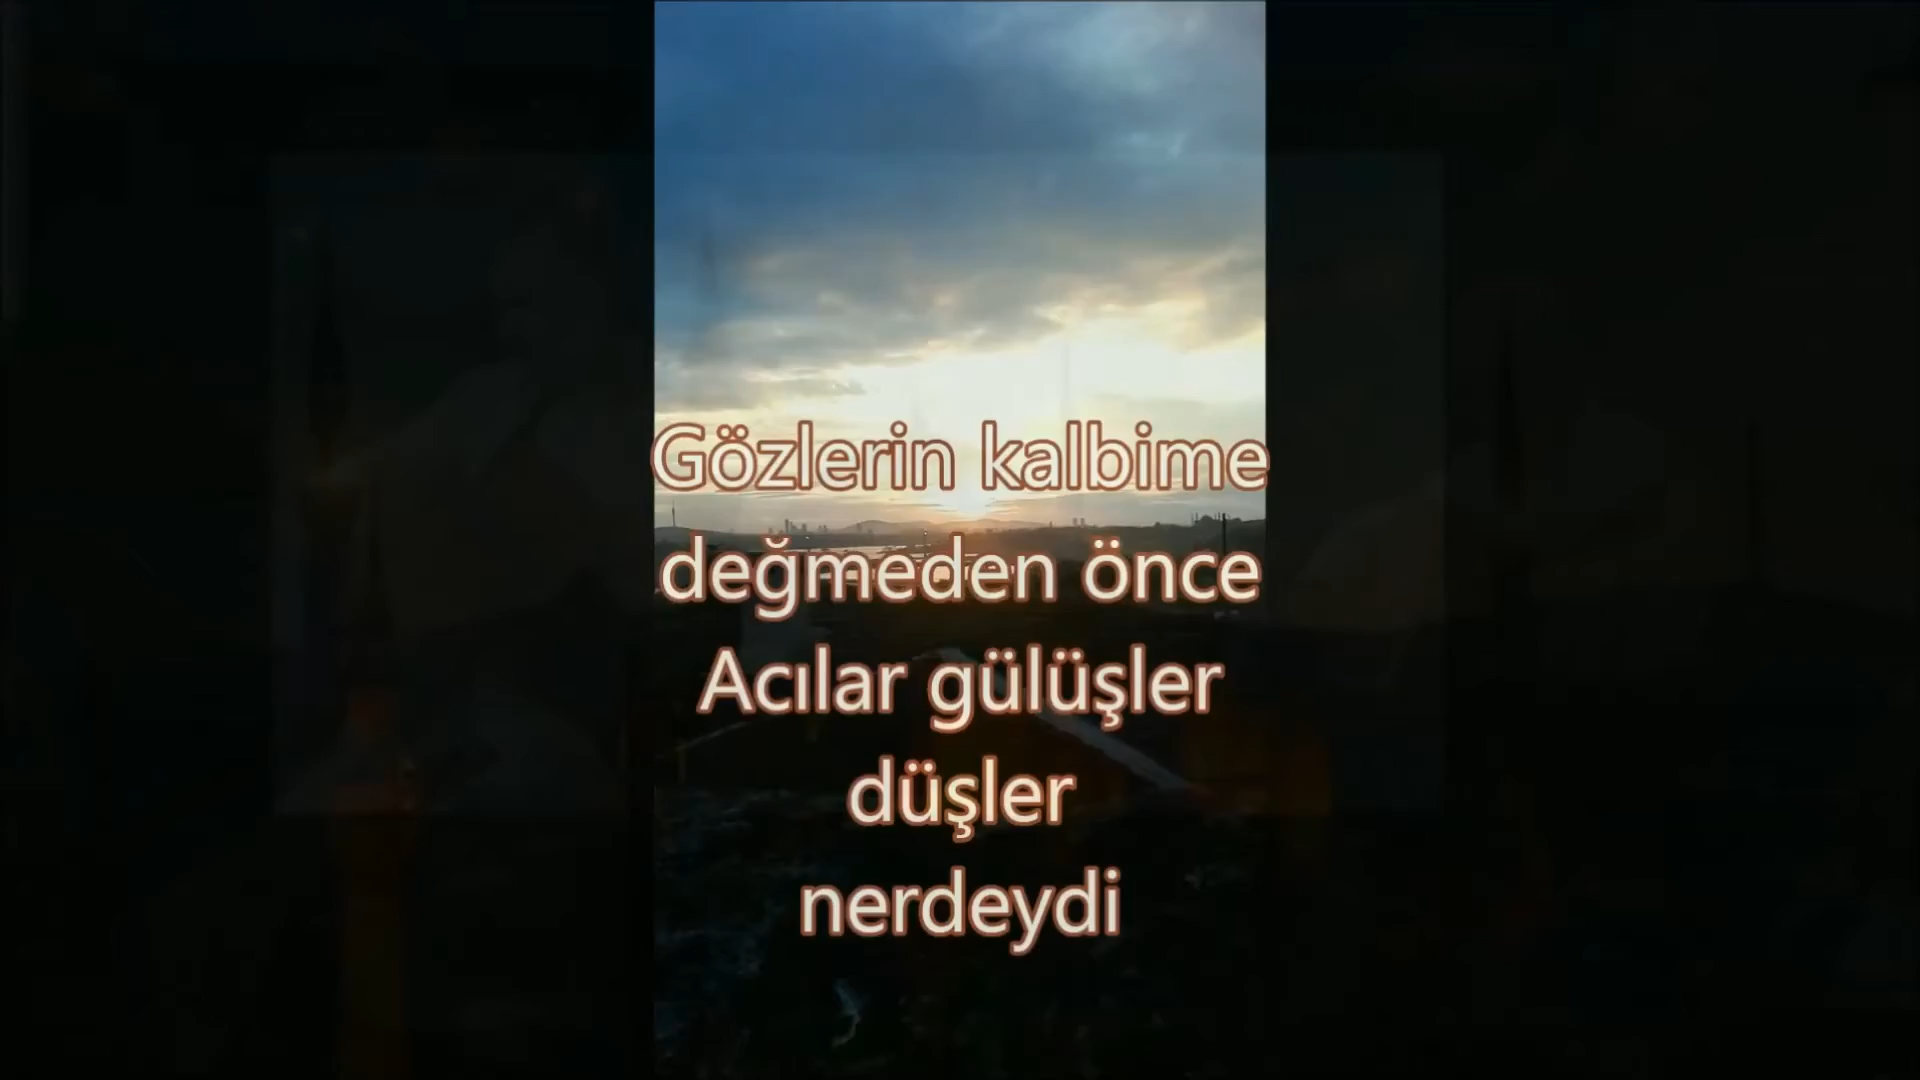 Gözlerin kalbime
değmeden önce
Acılar gülüşler
düşler
nerdeydi